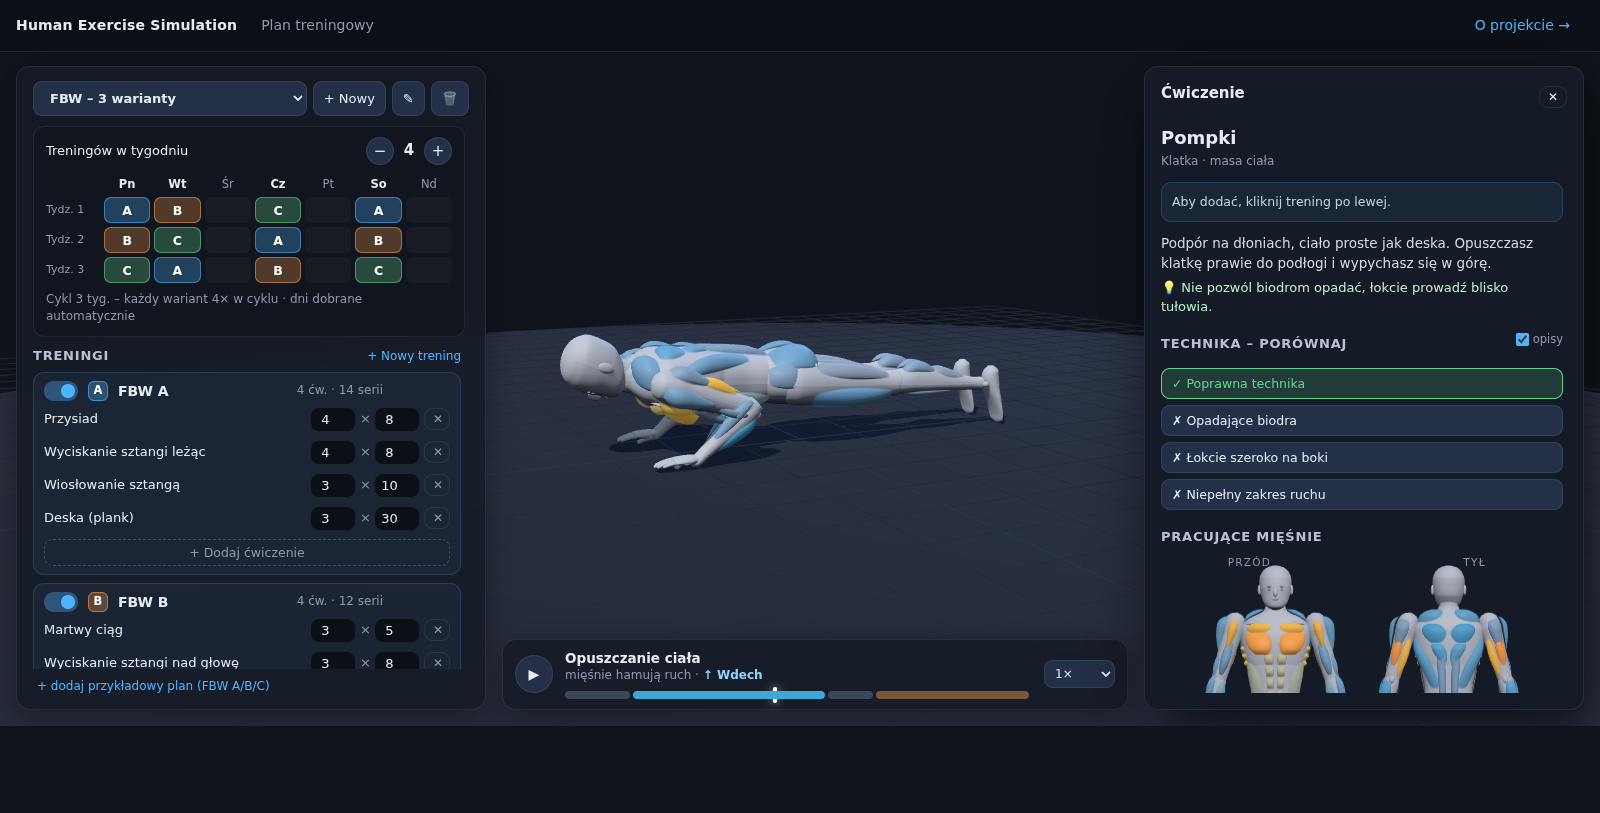 Human Exercise Simulation
Plan treningowy
O projekcie →
FBW – 3 warianty
+ Nowy
Treningów w tygodniu
− 4 +
Pn Wt Śr Cz Pt So Nd
Tydz. 1 A B C A
Tydz. 2 B C A B
Tydz. 3 C A B C
Cykl 3 tyg. – każdy wariant 4× w cyklu · dni dobrane
automatycznie
TRENINGI
+ Nowy trening
A FBW A 4 ćw. · 14 serii
Przysiad 4 × 8 ✕
Wyciskanie sztangi leżąc 4 × 8 ✕
Wiosłowanie sztangą 3 × 10 ✕
Deska (plank) 3 × 30 ✕
+ Dodaj ćwiczenie
B FBW B 4 ćw. · 12 serii
Martwy ciąg 3 × 5 ✕
Wyciskanie sztangi nad głowę 3 × 8 ✕
+ dodaj przykładowy plan (FBW A/B/C)
Opuszczanie ciała
mięśnie hamują ruch · ↑ Wdech
1×
Ćwiczenie
✕
Pompki
Klatka · masa ciała
Aby dodać, kliknij trening po lewej.
Podpór na dłoniach, ciało proste jak deska. Opuszczasz
klatkę prawie do podłogi i wypychasz się w górę.
💡 Nie pozwól biodrom opadać, łokcie prowadź blisko
tułowia.
TECHNIKA – PORÓWNAJ
opisy
✓ Poprawna technika
✗ Opadające biodra
✗ Łokcie szeroko na boki
✗ Niepełny zakres ruchu
PRACUJĄCE MIĘŚNIE
PRZÓD
TYŁ